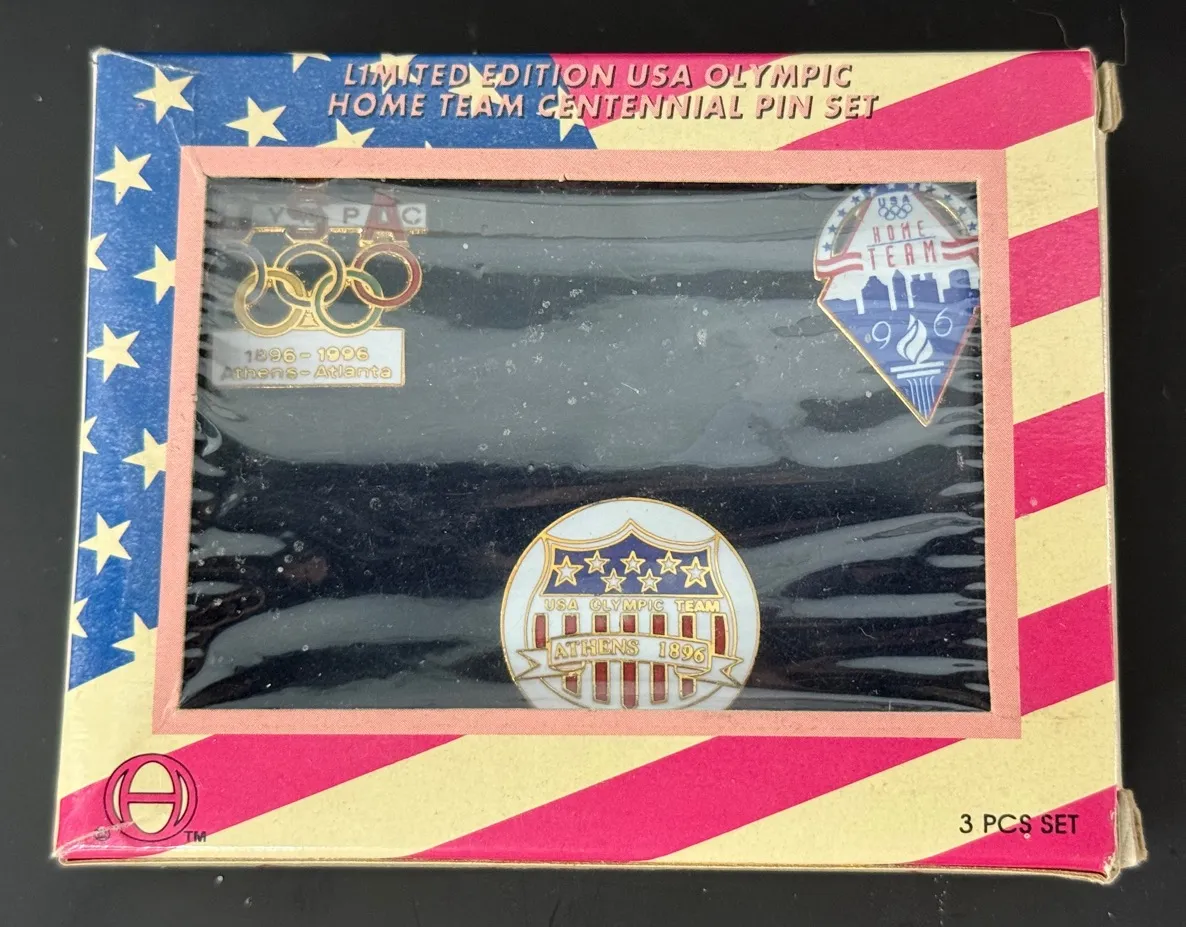 LIMITED EDITION USA OLYMPIC
HOME TEAM CENTENNIAL PIN SET
1896 - 1996
Athens - Atlanta
USA
HOME
TEAM
96
USA OLYMPIC TEAM
ATHENS 1896
® TM
3 PCS SET